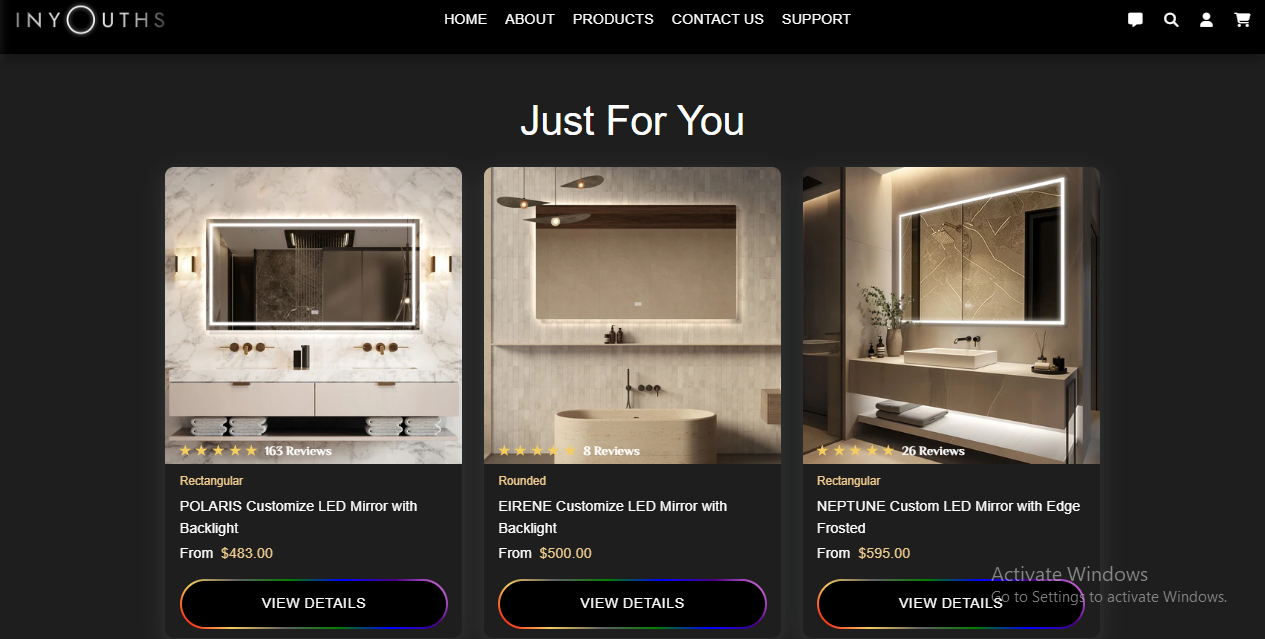 INYOUTHS
HOME ABOUT PRODUCTS CONTACT US SUPPORT
Just For You
163 Reviews
Rectangular
POLARIS Customize LED Mirror with
Backlight
From $483.00
VIEW DETAILS
8 Reviews
Rounded
EIRENE Customize LED Mirror with
Backlight
From $500.00
VIEW DETAILS
26 Reviews
Rectangular
NEPTUNE Custom LED Mirror with Edge
Frosted
From $595.00
VIEW DETAILS
Activate Windows
Go to Settings to activate Windows.